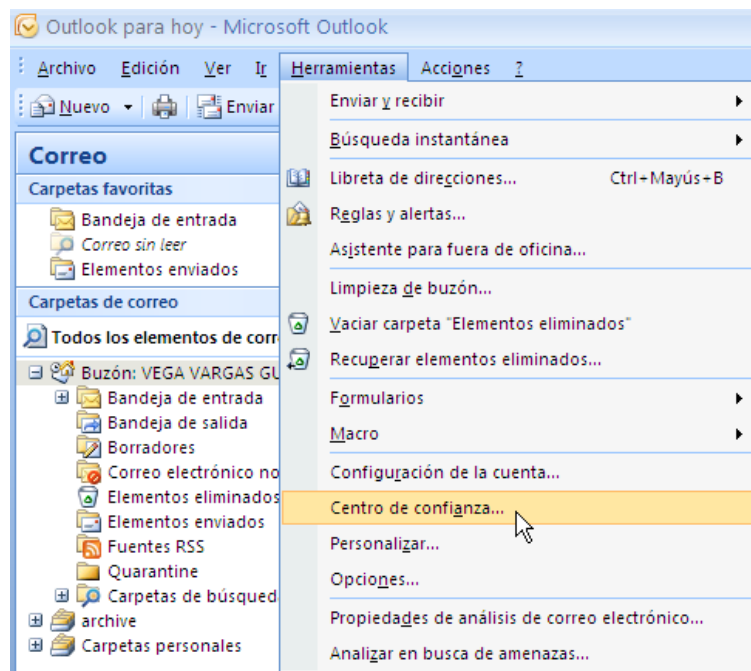 Outlook para hoy - Microsoft Outlook
Archivo Edición Ver Ir Herramientas Acciones ?
Nuevo Enviar
Correo
Carpetas favoritas
Bandeja de entrada
Correo sin leer
Elementos enviados
Carpetas de correo
Todos los elementos de corr
Buzón: VEGA VARGAS GU
Bandeja de entrada
Bandeja de salida
Borradores
Correo electrónico no
Elementos eliminados
Elementos enviados
Fuentes RSS
Quarantine
Carpetas de búsqued
archive
Carpetas personales
Enviar y recibir
Búsqueda instantánea
Libreta de direcciones... Ctrl+Mayús+B
Reglas y alertas...
Asistente para fuera de oficina...
Limpieza de buzón...
Vaciar carpeta "Elementos eliminados"
Recuperar elementos eliminados...
Formularios
Macro
Configuración de la cuenta...
Centro de confianza...
Personalizar...
Opciones...
Propiedades de análisis de correo electrónico...
Analizar en busca de amenazas...